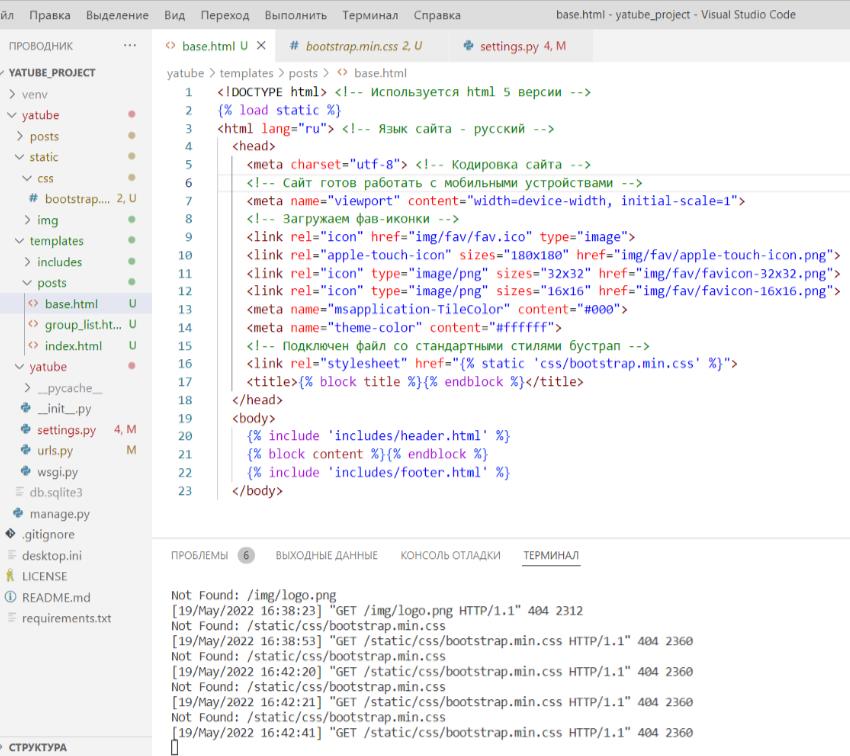 йл Правка Выделение Вид Переход Выполнить Терминал Справка base.html - yatube_project - Visual Studio Code
ПРОВОДНИК ···
base.html U
bootstrap.min.css 2, U
settings.py 4, M
YATUBE_PROJECT
venv
yatube
posts
static
css
bootstrap.... 2, U
img
templates
includes
posts
base.html U
group_list.ht... U
index.html U
yatube
__pycache__
__init__.py
settings.py 4, M
urls.py M
wsgi.py
db.sqlite3
manage.py
.gitignore
desktop.ini
LICENSE
README.md
requirements.txt
СТРУКТУРА
yatube > templates > posts > base.html
1 <!DOCTYPE html> <!-- Используется html 5 версии -->
2 {% load static %}
3 <html lang="ru"> <!-- Язык сайта - русский -->
4 <head>
5 <meta charset="utf-8"> <!-- Кодировка сайта -->
6 <!-- Сайт готов работать с мобильными устройствами -->
7 <meta name="viewport" content="width=device-width, initial-scale=1">
8 <!-- Загружаем фав-иконки -->
9 <link rel="icon" href="img/fav/fav.ico" type="image">
10 <link rel="apple-touch-icon" sizes="180x180" href="img/fav/apple-touch-icon.png">
11 <link rel="icon" type="image/png" sizes="32x32" href="img/fav/favicon-32x32.png">
12 <link rel="icon" type="image/png" sizes="16x16" href="img/fav/favicon-16x16.png">
13 <meta name="msapplication-TileColor" content="#000">
14 <meta name="theme-color" content="#ffffff">
15 <!-- Подключен файл со стандартными стилями бустрап -->
16 <link rel="stylesheet" href="{% static 'css/bootstrap.min.css' %}">
17 <title>{% block title %}{% endblock %}</title>
18 </head>
19 <body>
20 {% include 'includes/header.html' %}
21 {% block content %}{% endblock %}
22 {% include 'includes/footer.html' %}
23 </body>
ПРОБЛЕМЫ 6 ВЫХОДНЫЕ ДАННЫЕ КОНСОЛЬ ОТЛАДКИ ТЕРМИНАЛ
Not Found: /img/logo.png
[19/May/2022 16:38:23] "GET /img/logo.png HTTP/1.1" 404 2312
Not Found: /static/css/bootstrap.min.css
[19/May/2022 16:38:53] "GET /static/css/bootstrap.min.css HTTP/1.1" 404 2360
Not Found: /static/css/bootstrap.min.css
[19/May/2022 16:42:20] "GET /static/css/bootstrap.min.css HTTP/1.1" 404 2360
Not Found: /static/css/bootstrap.min.css
[19/May/2022 16:42:21] "GET /static/css/bootstrap.min.css HTTP/1.1" 404 2360
Not Found: /static/css/bootstrap.min.css
[19/May/2022 16:42:41] "GET /static/css/bootstrap.min.css HTTP/1.1" 404 2360